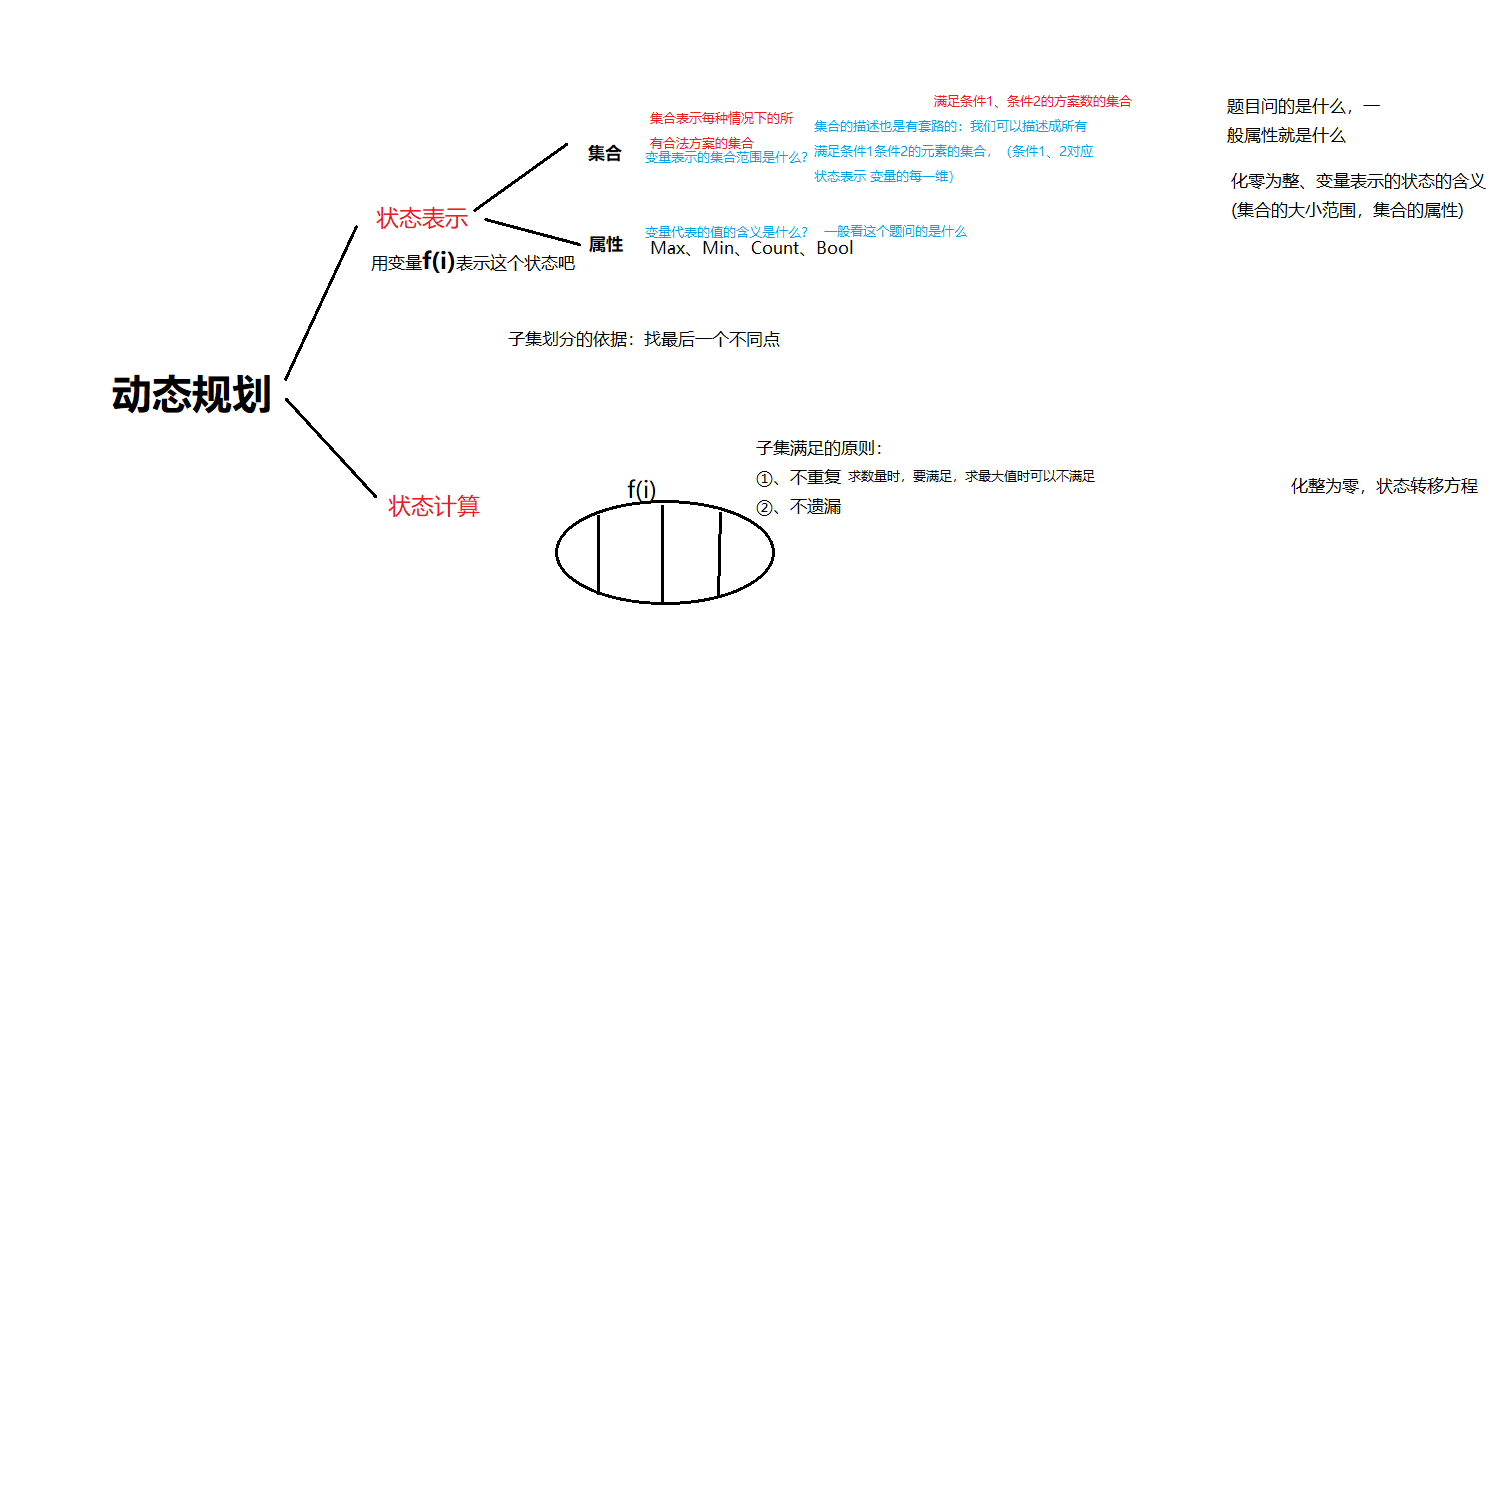 满足条件1、条件2的方案数的集合
题目问的是什么，一
般属性就是什么
集合表示每种情况下的所
有合法方案的集合
集合的描述也是有套路的：我们可以描述成所有
满足条件1条件2的元素的集合，（条件1、2对应
状态表示 变量的每一维）
集合
变量表示的集合范围是什么？
化零为整、变量表示的状态的含义
(集合的大小范围，集合的属性)
状态表示
用变量f(i)表示这个状态吧
属性
变量代表的值的含义是什么？ 一般看这个题问的是什么
Max、Min、Count、Bool
子集划分的依据：找最后一个不同点
动态规划
子集满足的原则：
①、不重复 求数量时，要满足，求最大值时可以不满足
②、不遗漏
化整为零，状态转移方程
f(i)
状态计算